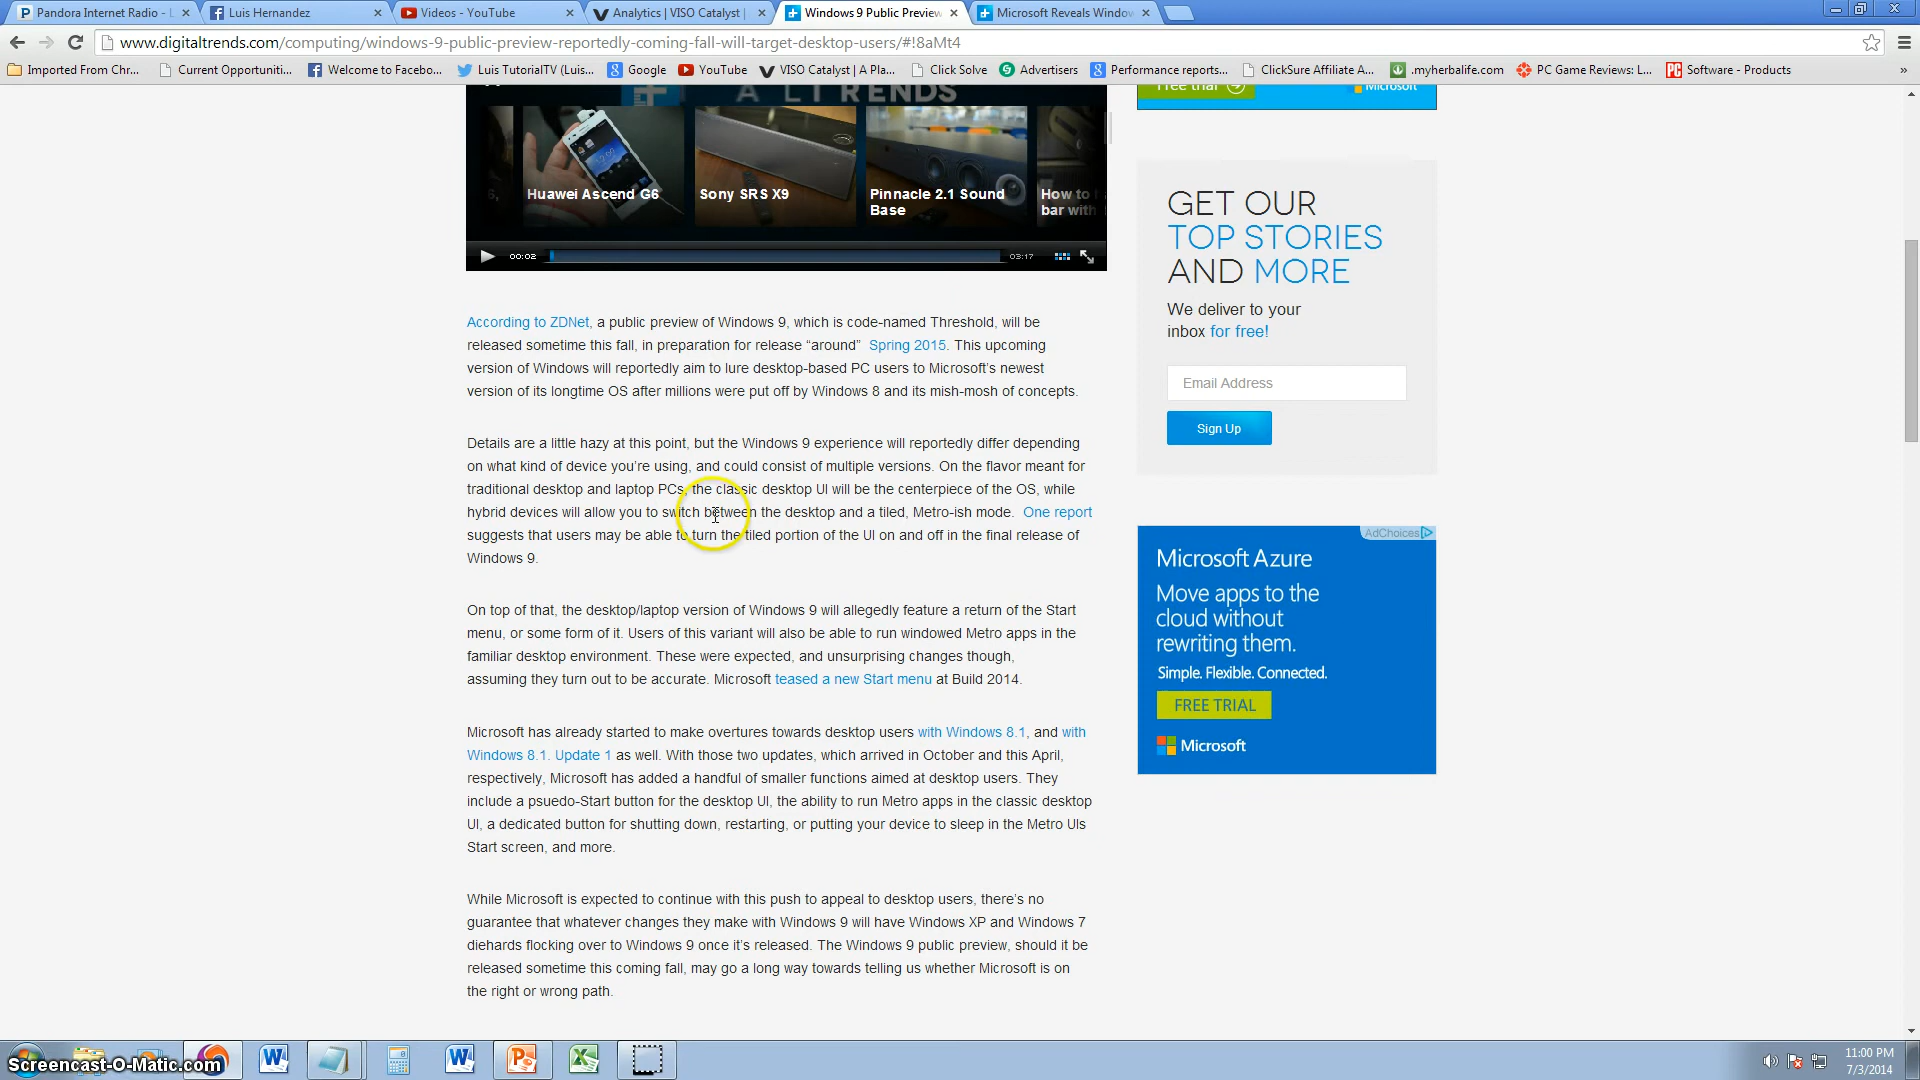 Pandora Internet Radio - L
Luis Hernandez
Videos - YouTube
Analytics | VISO Catalyst |
Windows 9 Public Preview
Microsoft Reveals Window
www.digitaltrends.com/computing/windows-9-public-preview-reportedly-coming-fall-will-target-desktop-users/#!8aMt4
Imported From Chr...
Current Opportuniti...
Welcome to Facebo...
Luis TutorialTV (Luis...
Google
YouTube
VISO Catalyst | A Pla...
Click Solve
Advertisers
Performance reports...
ClickSure Affiliate A...
.myherbalife.com
PC Game Reviews: L...
Software - Products
»
Huawei Ascend G6
Sony SRS X9
Pinnacle 2.1 Sound
Base
How to
bar with
00:02
03:17
According to ZDNet, a public preview of Windows 9, which is code-named Threshold, will be
released sometime this fall, in preparation for release “around” Spring 2015. This upcoming
version of Windows will reportedly aim to lure desktop-based PC users to Microsoft’s newest
version of its longtime OS after millions were put off by Windows 8 and its mish-mosh of concepts.
Details are a little hazy at this point, but the Windows 9 experience will reportedly differ depending
on what kind of device you’re using, and could consist of multiple versions. On the flavor meant for
traditional desktop and laptop PCs, the classic desktop UI will be the centerpiece of the OS, while
hybrid devices will allow you to switch between the desktop and a tiled, Metro-ish mode. One report
suggests that users may be able to turn the tiled portion of the UI on and off in the final release of
Windows 9.
On top of that, the desktop/laptop version of Windows 9 will allegedly feature a return of the Start
menu, or some form of it. Users of this variant will also be able to run windowed Metro apps in the
familiar desktop environment. These were expected, and unsurprising changes though,
assuming they turn out to be accurate. Microsoft teased a new Start menu at Build 2014.
Microsoft has already started to make overtures towards desktop users with Windows 8.1, and with
Windows 8.1. Update 1 as well. With those two updates, which arrived in October and this April,
respectively, Microsoft has added a handful of smaller functions aimed at desktop users. They
include a psuedo-Start button for the desktop UI, the ability to run Metro apps in the classic desktop
UI, a dedicated button for shutting down, restarting, or putting your device to sleep in the Metro UIs
Start screen, and more.
While Microsoft is expected to continue with this push to appeal to desktop users, there’s no
guarantee that whatever changes they make with Windows 9 will have Windows XP and Windows 7
diehards flocking over to Windows 9 once it’s released. The Windows 9 public preview, should it be
released sometime this coming fall, may go a long way towards telling us whether Microsoft is on
the right or wrong path.
Free trial
Microsoft
GET OUR
TOP STORIES
AND MORE
We deliver to your
inbox for free!
Email Address
Sign Up
AdChoices
Microsoft Azure
Move apps to the
cloud without
rewriting them.
Simple. Flexible. Connected.
FREE TRIAL
Microsoft
Screencast-O-Matic.com
11:00 PM
7/3/2014